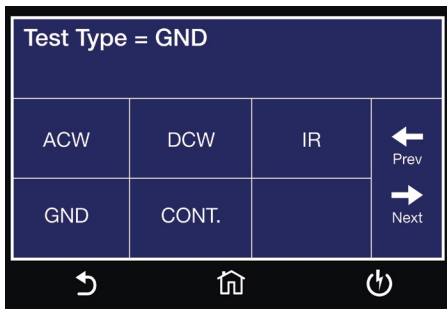 Test Type = GND
ACW DCW IR
Prev
GND CONT.
Next